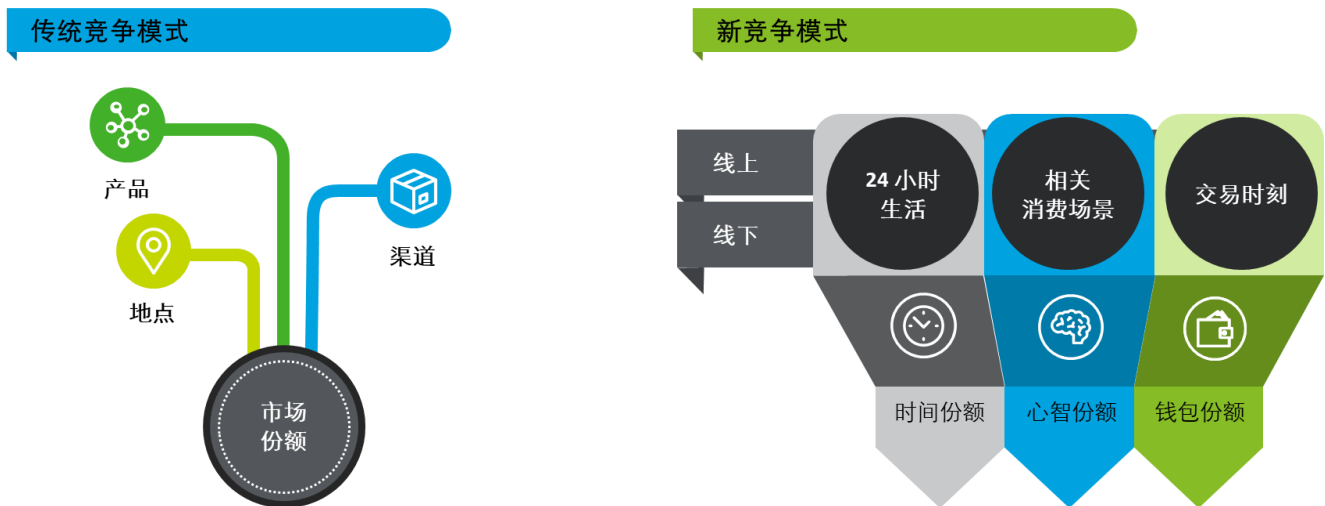 传统竞争模式
产品
地点
渠道
市场
份额
新竞争模式
线上
线下
24 小时
生活
相关
消费场景
交易时刻
时间份额
心智份额
钱包份额